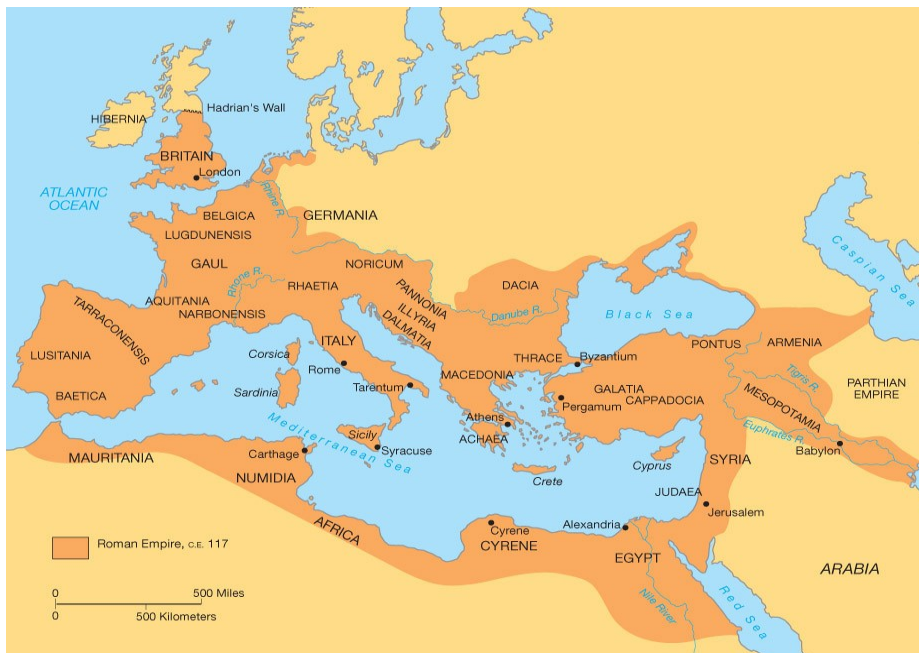 Hadrian's Wall
HIBERNIA
BRITAIN
London
ATLANTIC
OCEAN
Rhine R.
BELGICA
GERMANIA
LUGDUNENSIS
GAUL
NORICUM
Rhone R.
RHAETIA
Caspian Sea
AQUITANIA
NARBONENSIS
PANNONIA
ILLYRIA
DALMATIA
DACIA
Danube R.
Black Sea
TARRACONENSIS
LUSITANIA
BAETICA
Corsica
ITALY
Rome
Sardinia
Tarentum
MACEDONIA
THRACE
Byzantium
PONTUS
ARMENIA
GALATIA
CAPPADOCIA
Pergamum
Tigris R.
MESOPOTAMIA
PARTHIAN
EMPIRE
Euphrates R.
Babylon
Athens
ACHAEA
Mediterranean Sea
Sicily
Syracuse
Carthage
MAURITANIA
NUMIDIA
AFRICA
Crete
Cyprus
SYRIA
JUDAEA
Jerusalem
Cyrene
CYRENE
Alexandria
EGYPT
Nile River
Red Sea
ARABIA
Roman Empire, C.E. 117
0 500 Miles
0 500 Kilometers